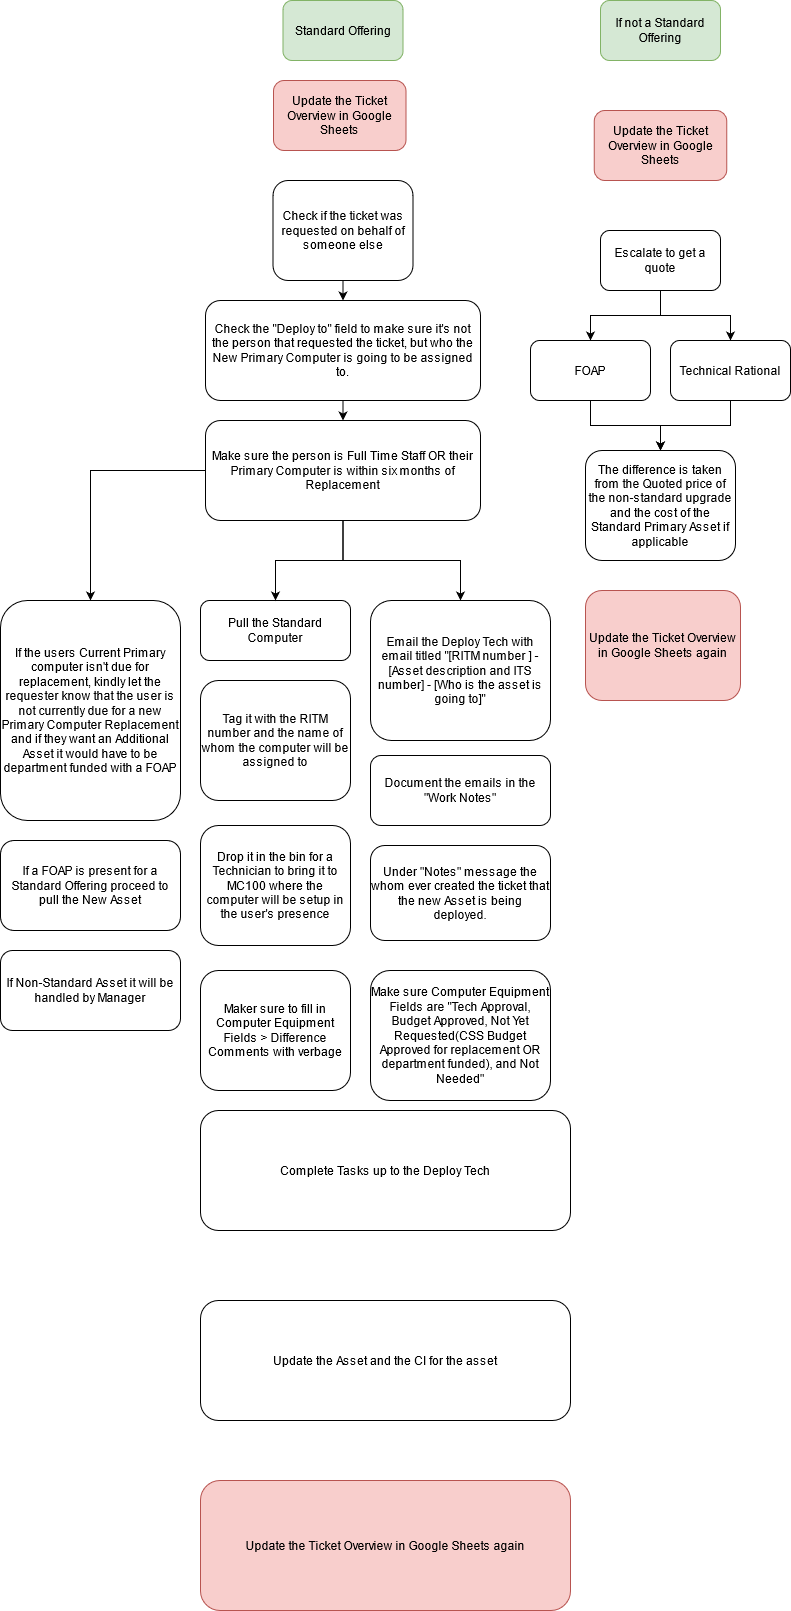 Standard Offering
If not a Standard
Offering
Update the Ticket
Overview in Google
Sheets
Update the Ticket
Overview in Google
Sheets
Check if the ticket was
requested on behalf of
someone else
Escalate to get a
quote
Check the "Deploy to" field to make sure it's not
the person that requested the ticket, but who the
New Primary Computer is going to be assigned
to.
FOAP
Technical Rational
Make sure the person is Full Time Staff OR their
Primary Computer is within six months of
Replacement
The difference is taken
from the Quoted price of
the non-standard upgrade
and the cost of the
Standard Primary Asset if
applicable
Update the Ticket Overview
in Google Sheets again
If the users Current Primary
computer isn't due for
replacement, kindly let the
requester know that the user is
not currently due for a new
Primary Computer Replacement
and if they want an Additional
Asset it would have to be
department funded with a FOAP
If a FOAP is present for a
Standard Offering proceed to
pull the New Asset
If Non-Standard Asset it will be
handled by Manager
Pull the Standard
Computer
Tag it with the RITM
number and the name of
whom the computer will be
assigned to
Drop it in the bin for a
Technician to bring it to
MC100 where the
computer will be setup in
the user's presence
Maker sure to fill in
Computer Equipment
Fields > Difference
Comments with verbage
Email the Deploy Tech with
email titled "[RITM number ] -
[Asset description and ITS
number] - [Who is the asset is
going to]"
Document the emails in the
"Work Notes"
Under "Notes" message the
whom ever created the ticket that
the new Asset is being
deployed.
Make sure Computer Equipment
Fields are "Tech Approval,
Budget Approved, Not Yet
Requested(CSS Budget
Approved for replacement OR
department funded), and Not
Needed"
Complete Tasks up to the Deploy Tech
Update the Asset and the CI for the asset
Update the Ticket Overview in Google Sheets again